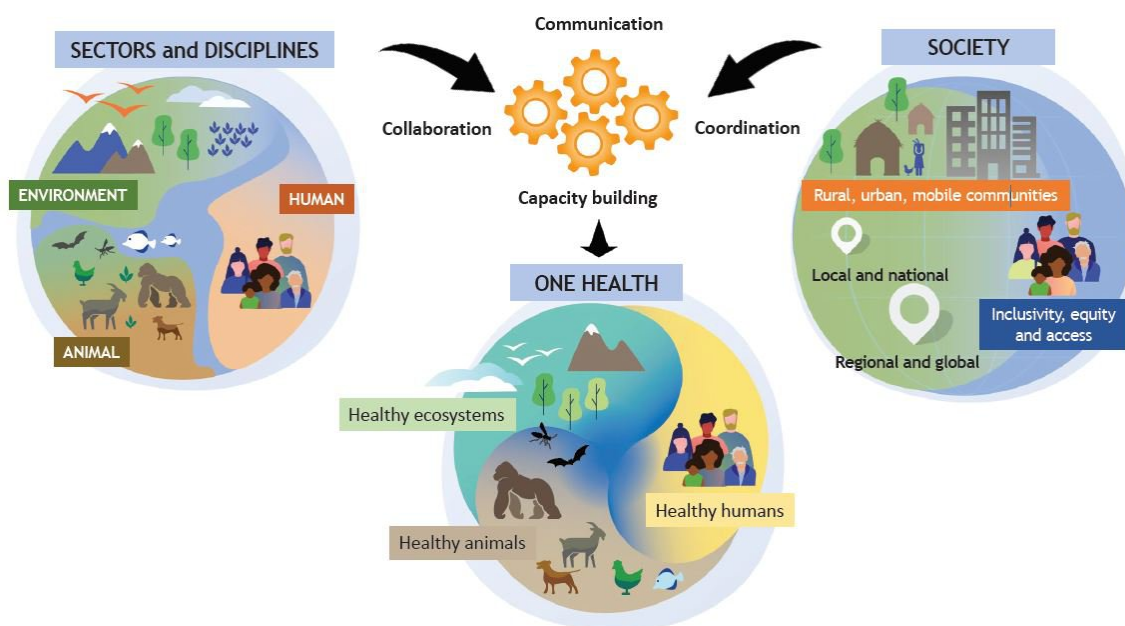 SECTORS and DISCIPLINES
ENVIRONMENT
HUMAN
ANIMAL
Communication
Collaboration
Coordination
Capacity building
SOCIETY
Rural, urban, mobile communities
Local and national
Regional and global
Inclusivity, equity
and access
ONE HEALTH
Healthy ecosystems
Healthy humans
Healthy animals